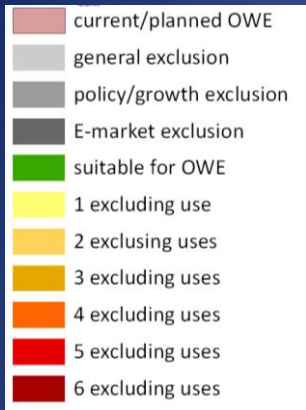 current/planned OWE
general exclusion
policy/growth exclusion
E-market exclusion
suitable for OWE
1 excluding use
2 exclusing uses
3 excluding uses
4 excluding uses
5 excluding uses
6 excluding uses